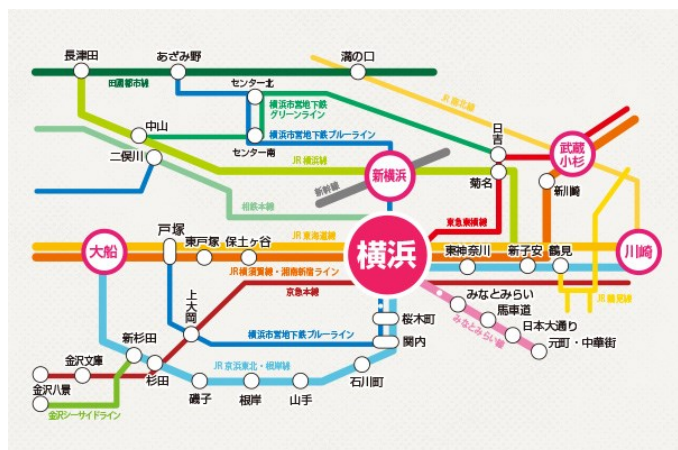 長津田
あざみ野
溝の口
田園都市線
センター北
横浜市営地下鉄
グリーンライン
JR 南北線
中山
横浜市営地下鉄ブルーライン
日吉
武蔵
小杉
二俣川
センター南
JR 横浜線
新横浜
新幹線
菊名
新川崎
相鉄本線
東急東横線
戸塚
JR 東海道線
大船
東戸塚
保土ヶ谷
横浜
東神奈川
新子安
鶴見
川崎
JR横須賀線・湘南新宿ライン
京急本線
JR 鶴見線
上大岡
みなとみらい
馬車道
日本大通り
元町・中華街
みなとみらい線
桜木町
関内
横浜市営地下鉄ブルーライン
新杉田
金沢文庫
杉田
JR 京浜東北・根岸線
石川町
金沢八景
磯子
根岸
山手
金沢シーサイドライン